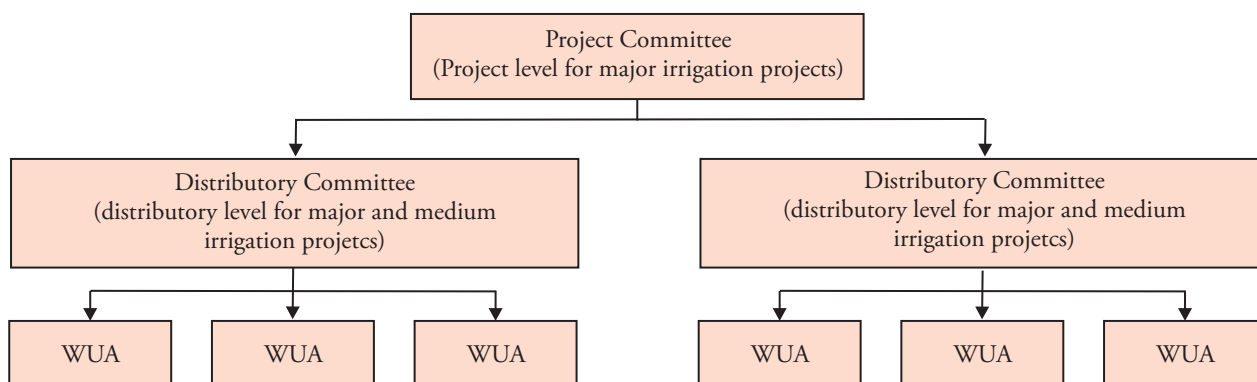 Project Committee
(Project level for major irrigation projects)
Distributory Committee
(distributory level for major and medium
irrigation projetcs)
Distributory Committee
(distributory level for major and medium
irrigation projetcs)
WUA
WUA
WUA
WUA
WUA
WUA